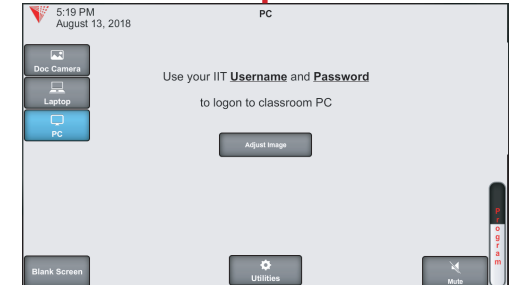 5:19 PM
August 13, 2018
PC
Doc Camera
Laptop
PC
Use your IIT Username and Password
to logon to classroom PC
Adjust Image
Program
Blank Screen
Utilities
Mute